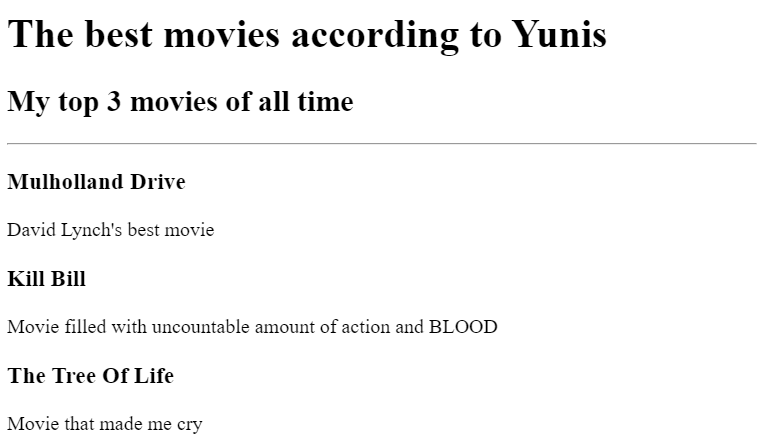 The best movies according to Yunis
My top 3 movies of all time
Mulholland Drive
David Lynch's best movie
Kill Bill
Movie filled with uncountable amount of action and BLOOD
The Tree Of Life
Movie that made me cry